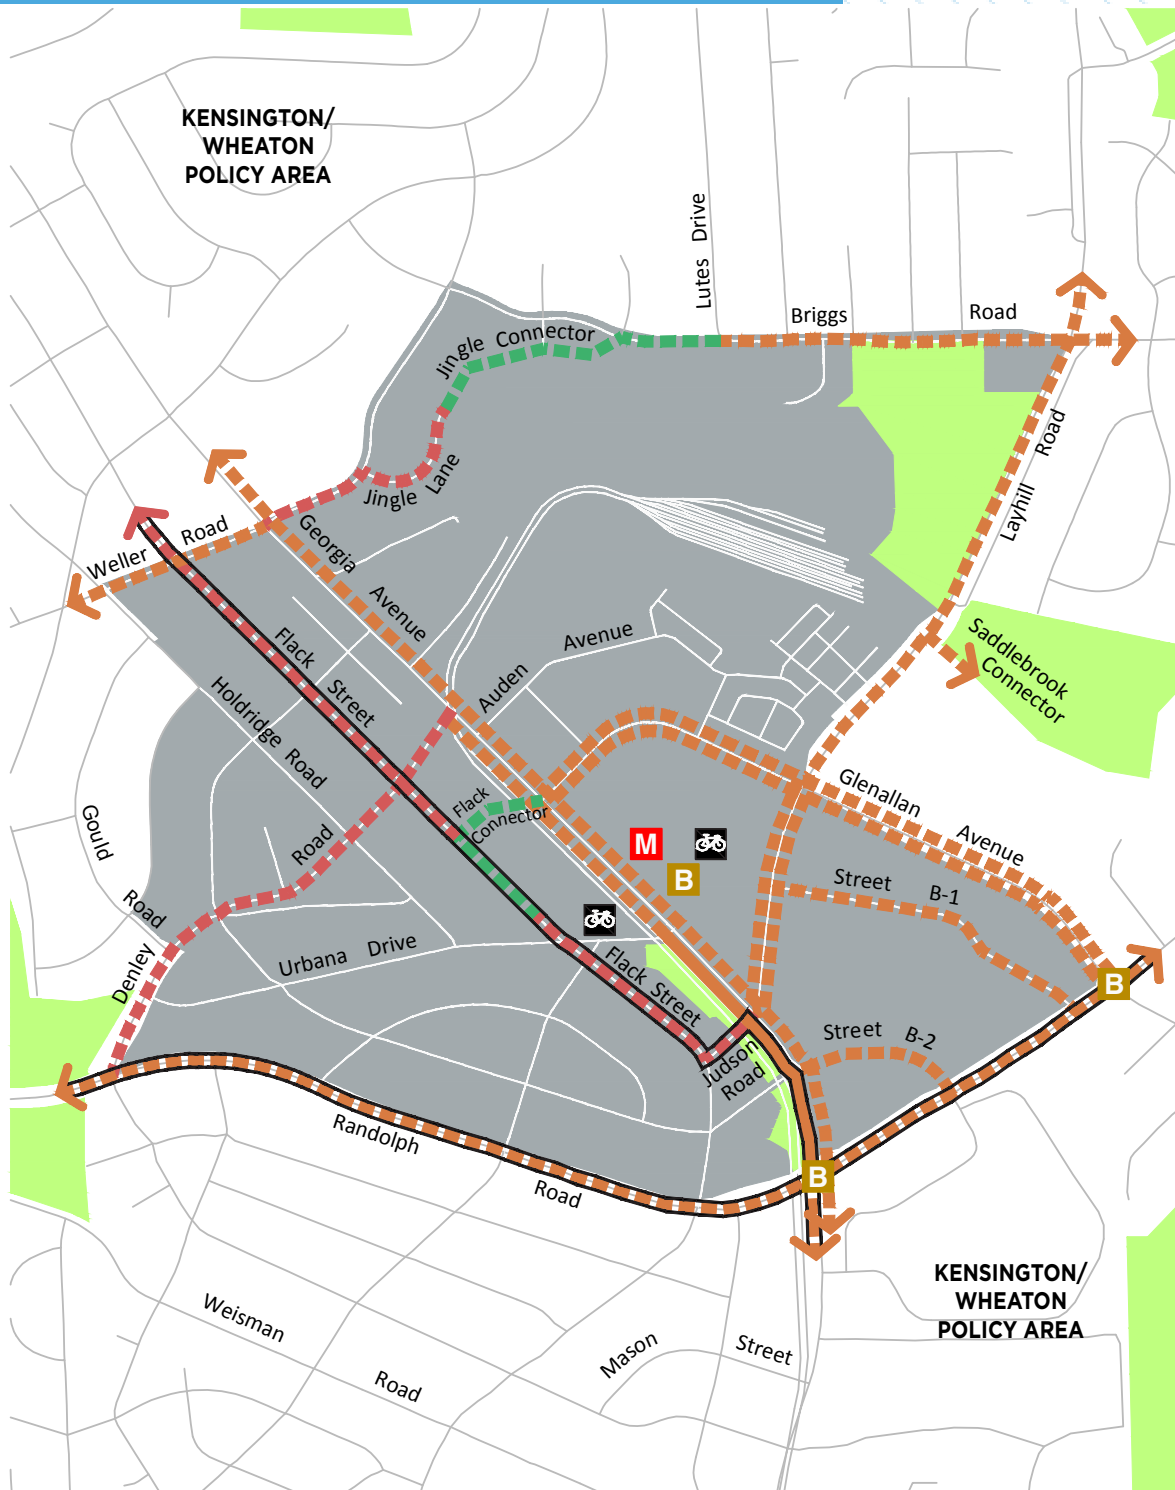 KENSINGTON/
WHEATON
POLICY AREA
Lutes Drive
Briggs Road
Jingle Connector
Jingle Lane
Layhill Road
Weller Road
Georgia Avenue
Flack Street
Auden Avenue
Saddlebrook
Connector
Holdridge Road
Gould Road
Flack
Connector
Glenallan Avenue
M
B
Street B-1
Road
Denley
Urbana Drive
Flack Street
B
Street B-2
Judson
Road
Randolph Road
B
KENSINGTON/
WHEATON
POLICY AREA
Weisman Road
Mason Street